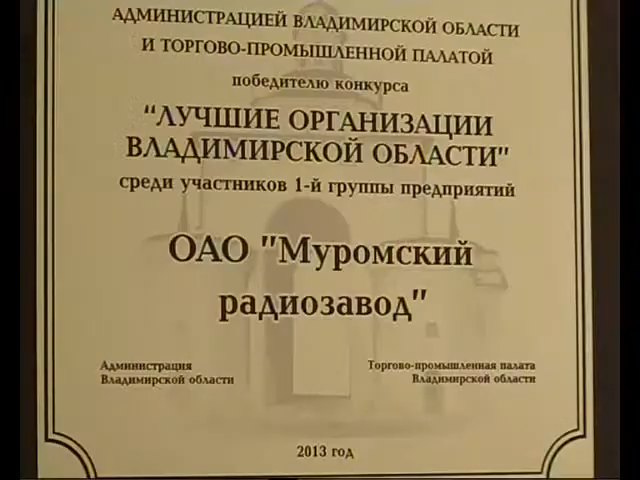 АДМИНИСТРАЦИЕЙ ВЛАДИМИРСКОЙ ОБЛАСТИ
И ТОРГОВО-ПРОМЫШЛЕННОЙ ПАЛАТОЙ
победителю конкурса
"ЛУЧШИЕ ОРГАНИЗАЦИИ
ВЛАДИМИРСКОЙ ОБЛАСТИ"
среди участников 1-й группы предприятий
ОАО "Муромский
радиозавод"
Администрация
Владимирской области
Торгово-промышленная палата
Владимирской области
2013 год